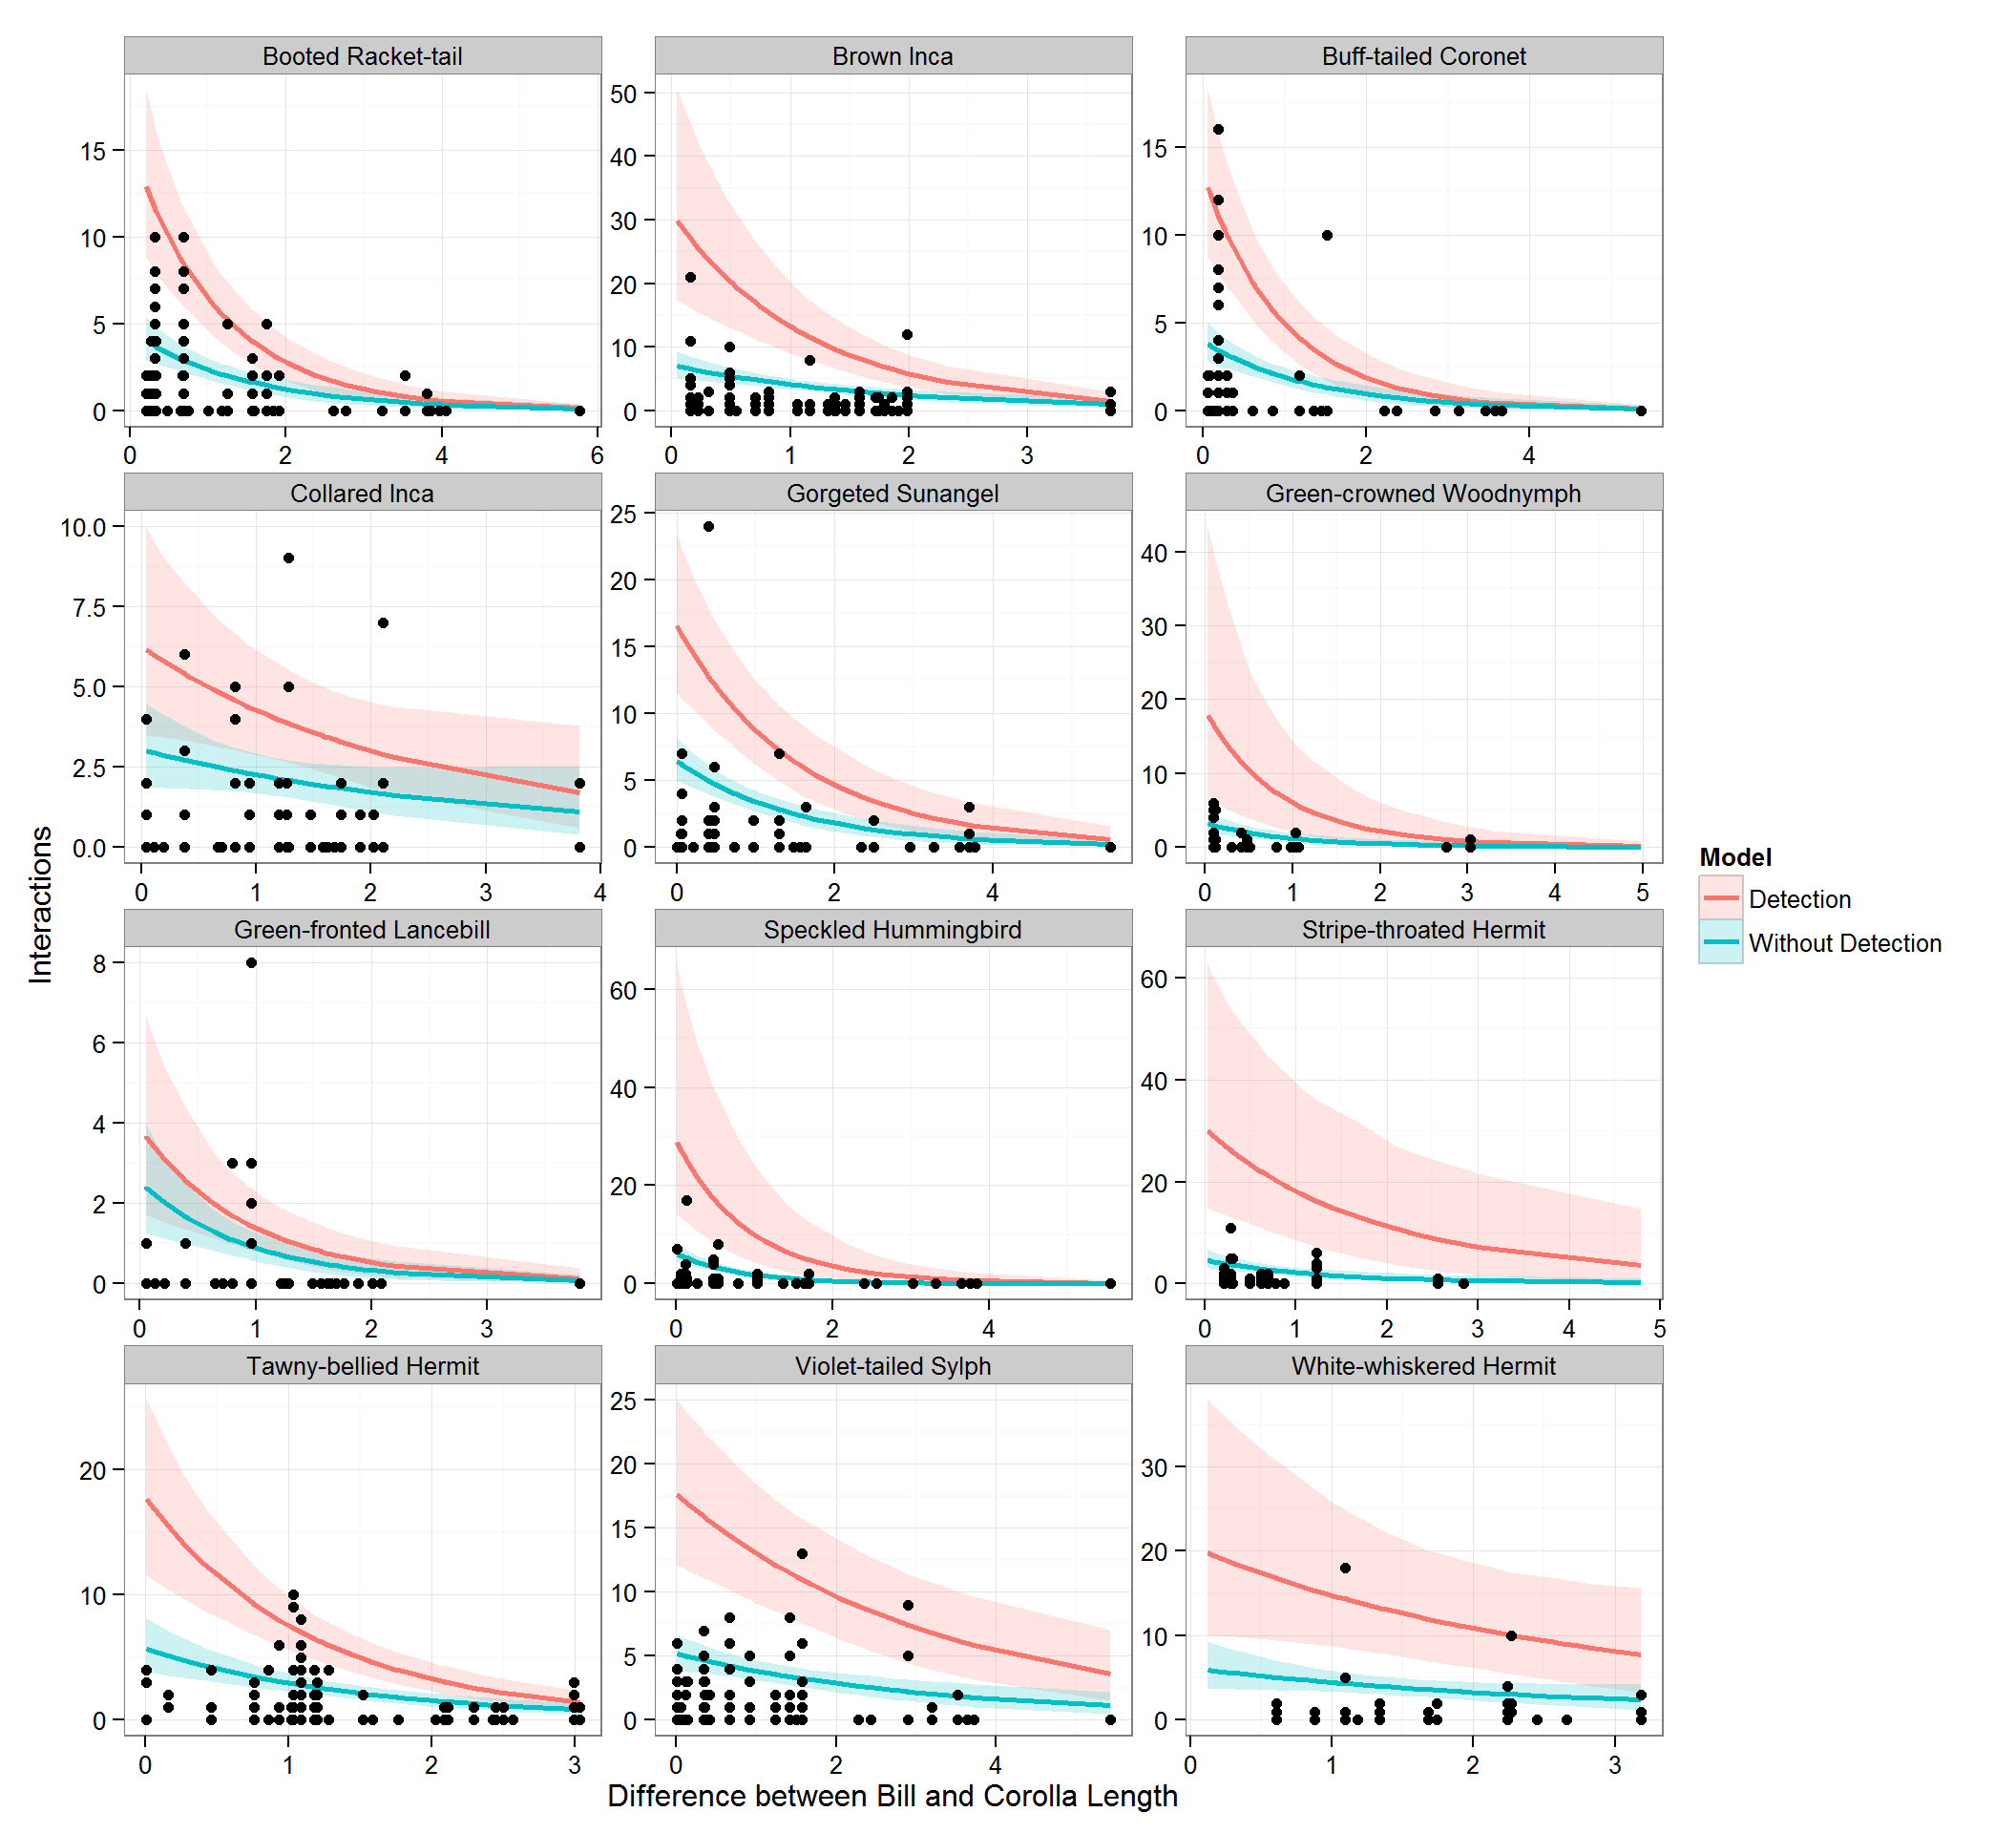 Booted Racket-tail
Brown Inca
Buff-tailed Coronet
15
10
5
0
0 2 4 6
50
40
30
20
10
0
0 1 2 3
15
10
5
0
0 2 4
Collared Inca
Gorgeted Sunangel
Green-crowned Woodnymph
10.0
7.5
5.0
2.5
0.0
0 1 2 3 4
25
20
15
10
5
0
0 2 4
40
30
20
10
0
0 1 2 3 4 5
Green-fronted Lancebill
Speckled Hummingbird
Stripe-throated Hermit
8
6
4
2
0
0 1 2 3
60
40
20
0
0 2 4
60
40
20
0
0 1 2 3 4 5
Tawny-bellied Hermit
Violet-tailed Sylph
White-whiskered Hermit
20
10
0
0 1 2 3
25
20
15
10
5
0
0 2 4
30
20
10
0
0 1 2 3
Interactions
Difference between Bill and Corolla Length
Model
Detection
Without Detection